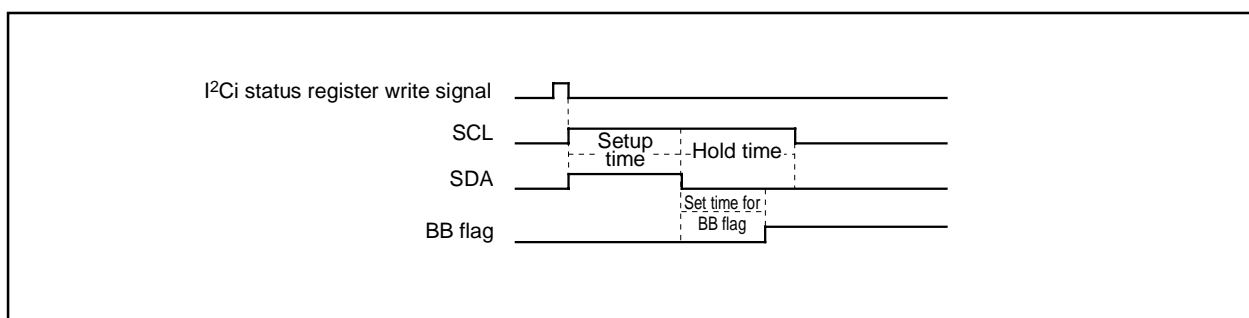 I²Ci status register write signal
SCL
Setup
time
Hold time
SDA
Set time for
BB flag
BB flag